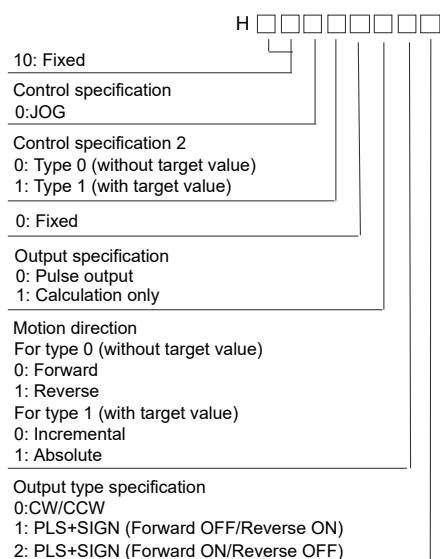 H □□□□□□□□
10: Fixed
Control specification
0:JOG
Control specification 2
0: Type 0 (without target value)
1: Type 1 (with target value)
0: Fixed
Output specification
0: Pulse output
1: Calculation only
Motion direction
For type 0 (without target value)
0: Forward
1: Reverse
For type 1 (with target value)
0: Incremental
1: Absolute
Output type specification
0:CW/CCW
1: PLS+SIGN (Forward OFF/Reverse ON)
2: PLS+SIGN (Forward ON/Reverse OFF)